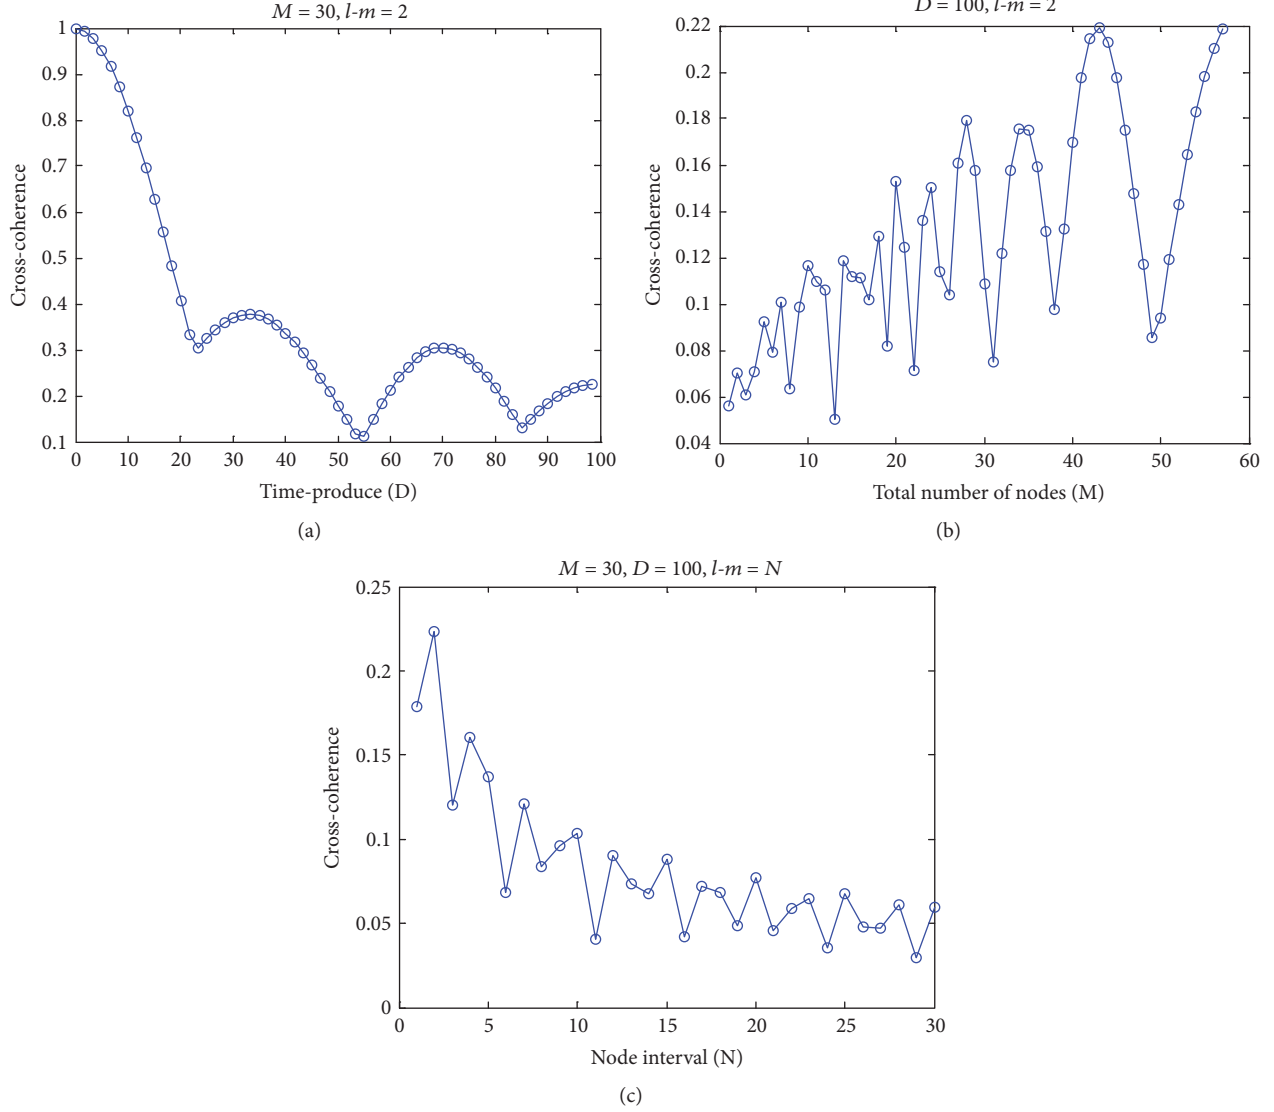 M = 30, l-m = 2
1
0.9
0.8
0.7
0.6
0.5
0.4
0.3
0.2
0.1
Cross-coherence
0 10 20 30 40 50 60 70 80 90 100
Time-produce (D)
(a)
D = 100, l-m = 2
0.22
0.2
0.18
0.16
0.14
0.12
0.1
0.08
0.06
0.04
Cross-coherence
0 10 20 30 40 50 60
Total number of nodes (M)
(b)
M = 30, D = 100, l-m = N
0.25
0.2
0.15
0.1
0.05
0
Cross-coherence
0 5 10 15 20 25 30
Node interval (N)
(c)